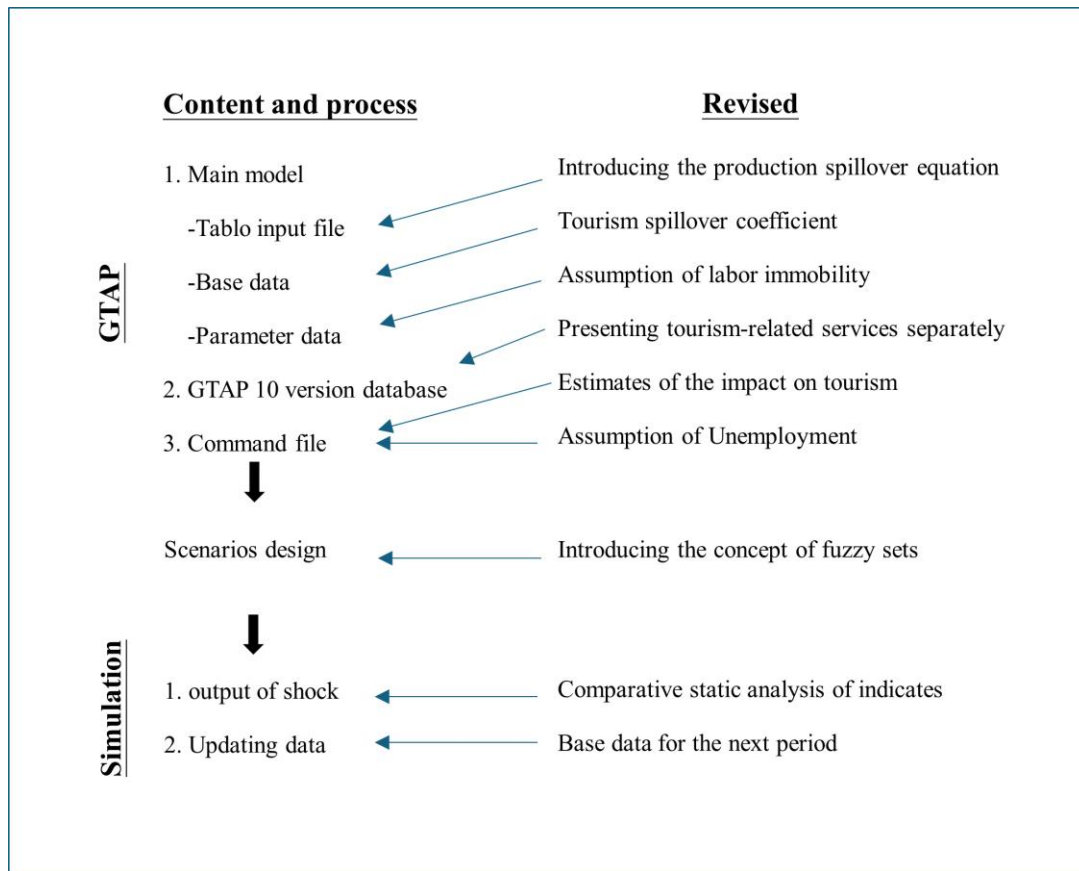 Content and process
Revised
1. Main model
Introducing the production spillover equation
-Tablo input file
Tourism spillover coefficient
-Base data
Assumption of labor immobility
-Parameter data
Presenting tourism-related services separately
2. GTAP 10 version database
Estimates of the impact on tourism
3. Command file
Assumption of Unemployment
GTAP
Scenarios design
Introducing the concept of fuzzy sets
Simulation
1. output of shock
Comparative static analysis of indicates
2. Updating data
Base data for the next period